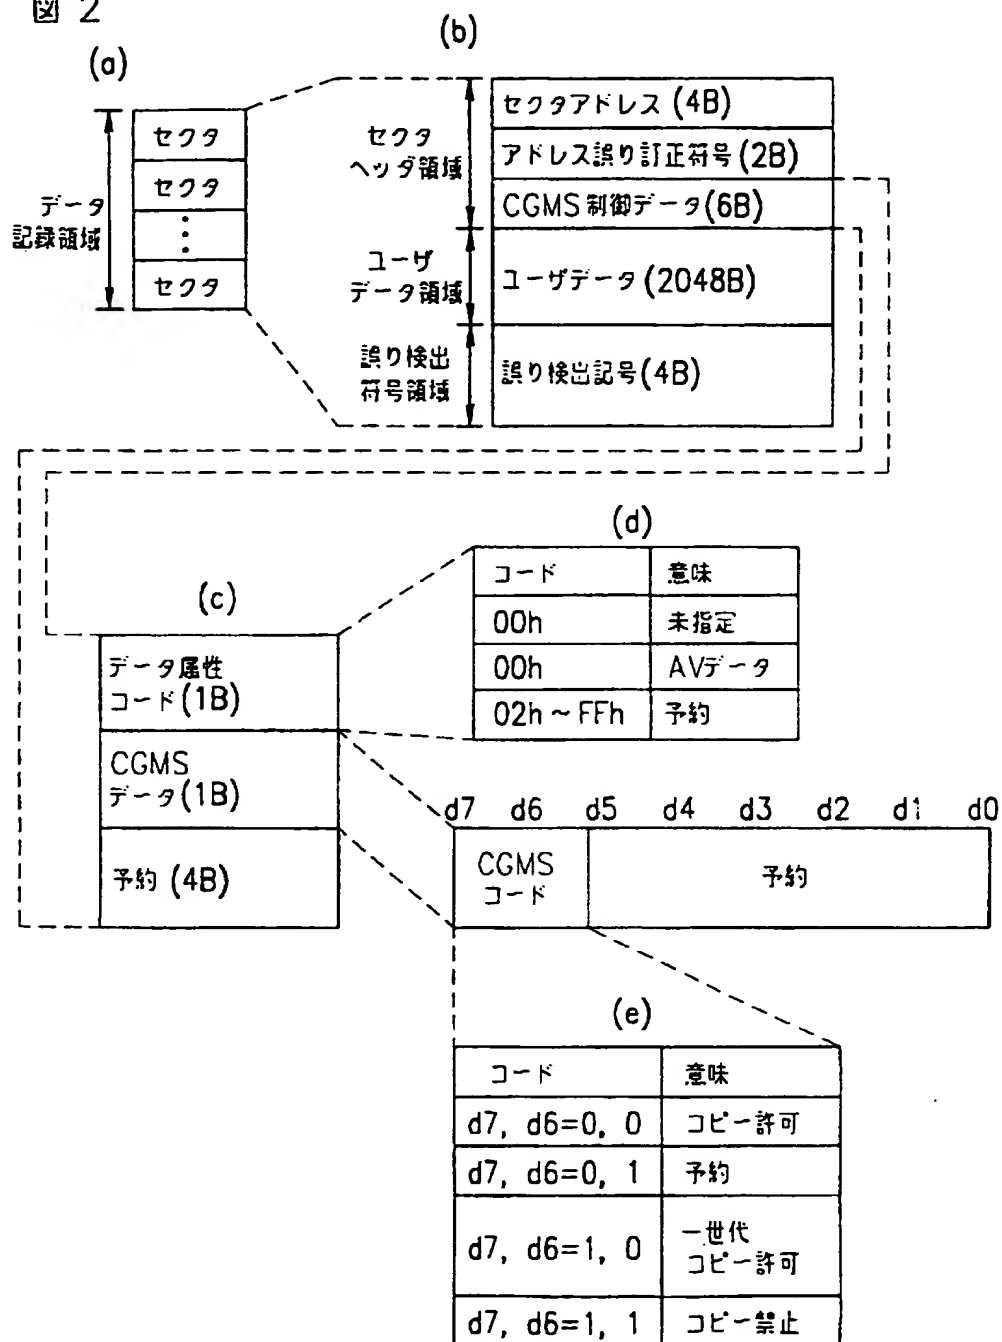 図 2
(a)
データ
記録領域
セクタ
セクタ
セクタ
(b)
セクタ
ヘッダ領域
ユーザ
データ領域
誤り検出
符号領域
セクタアドレス (4B)
アドレス誤り訂正符号 (2B)
CGMS 制御データ (6B)
ユーザデータ (2048B)
誤り検出記号 (4B)
(c)
データ属性
コード (1B)
CGMS
データ (1B)
予約 (4B)
(d)
コード 意味
00h 未指定
00h AVデータ
02h ~ FFh 予約
d7 d6 d5 d4 d3 d2 d1 d0
CGMS
コード
予約
(e)
コード 意味
d7, d6=0, 0 コピー許可
d7, d6=0, 1 予約
d7, d6=1, 0 一世代
コピー許可
d7, d6=1, 1 コピー禁止